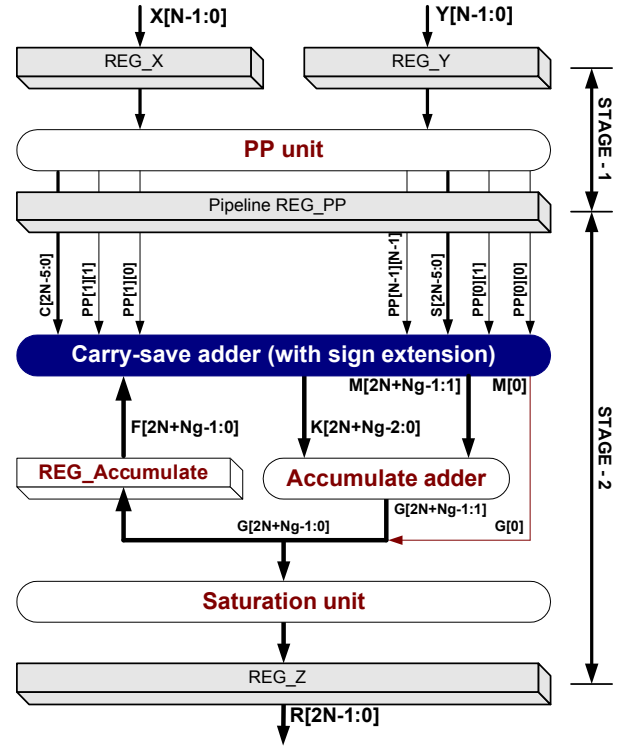 X[N-1:0]
Y[N-1:0]
REG_X
REG_Y
STAGE - 1
PP unit
Pipeline REG_PP
C[2N-5:0]
PP[1][1]
PP[1][0]
PP[N-1][N-1]
S[2N-5:0]
PP[0][1]
PP[0][0]
Carry-save adder (with sign extension)
M[2N+Ng-1:1]
M[0]
F[2N+Ng-1:0]
K[2N+Ng-2:0]
STAGE - 2
REG_Accumulate
Accumulate adder
G[2N+Ng-1:1]
G[2N+Ng-1:0]
G[0]
Saturation unit
REG_Z
R[2N-1:0]